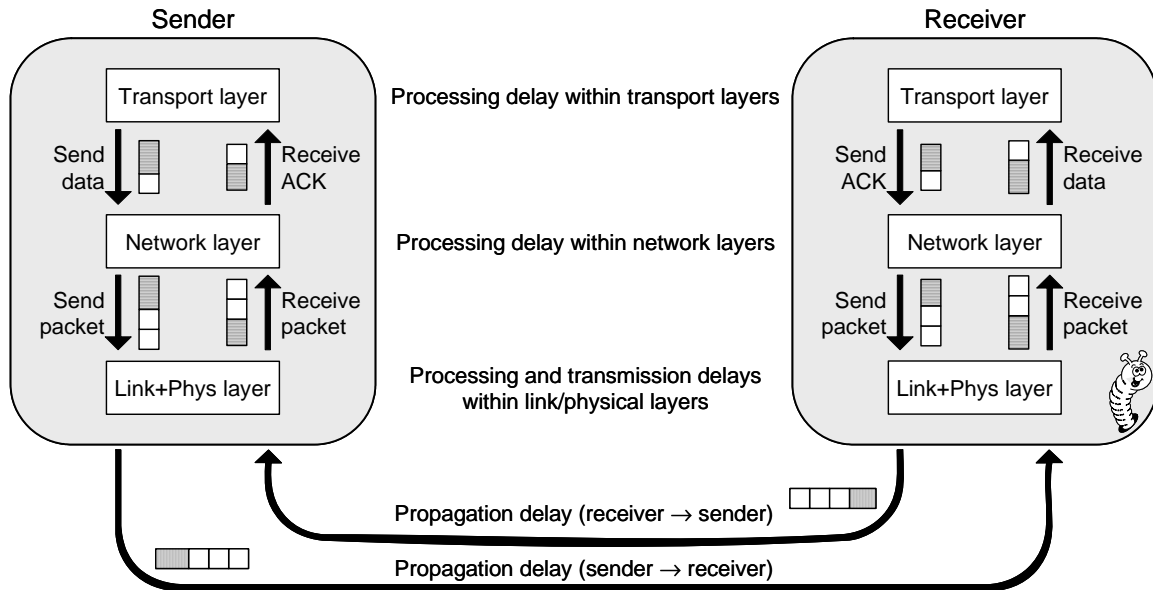 Sender
Receiver
Transport layer
Processing delay within transport layers
Transport layer
Send
data
Receive
ACK
Send
ACK
Receive
data
Network layer
Processing delay within network layers
Network layer
Send
packet
Receive
packet
Send
packet
Receive
packet
Link+Phys layer
Processing and transmission delays
within link/physical layers
Link+Phys layer
Propagation delay (receiver → sender)
Propagation delay (sender → receiver)